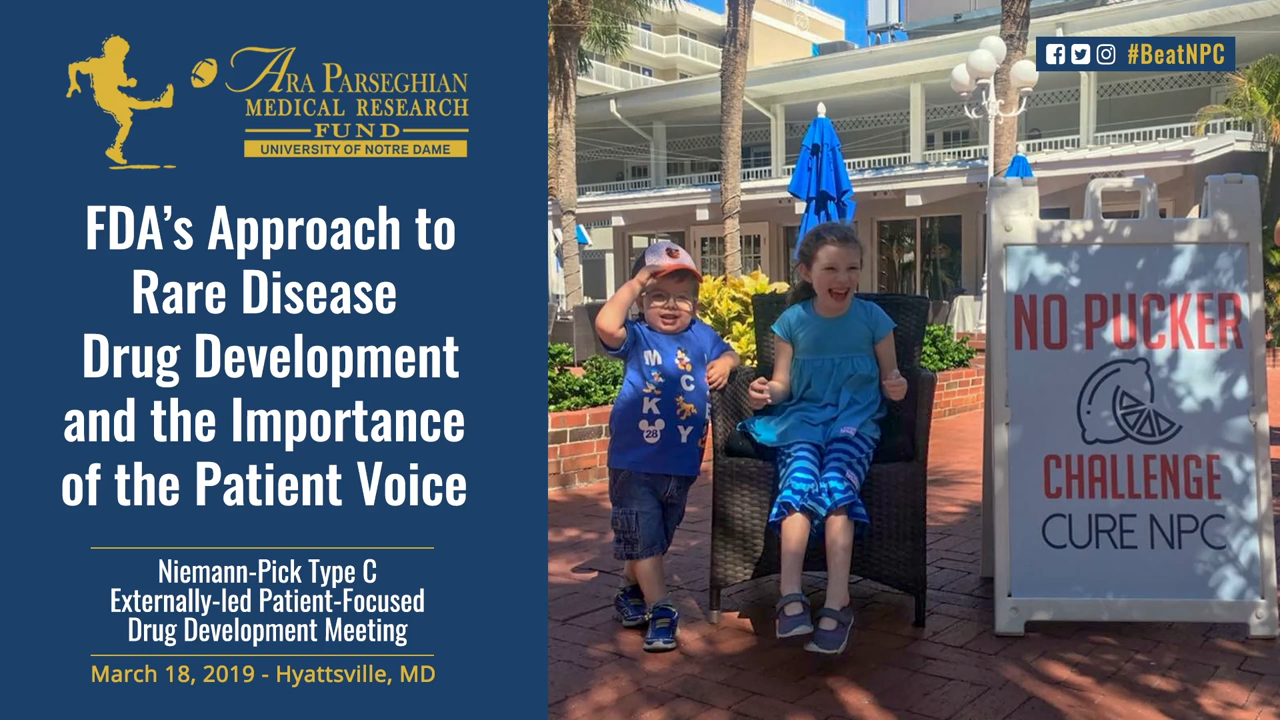 ARA PARSEGHIAN
MEDICAL RESEARCH
FUND
UNIVERSITY OF NOTRE DAME
FDA’s Approach to
Rare Disease
Drug Development
and the Importance
of the Patient Voice
Niemann-Pick Type C
Externally-led Patient-Focused
Drug Development Meeting
March 18, 2019 - Hyattsville, MD
#BeatNPC
M
I
C
K
E
Y
28
NO PUCKER
CHALLENGE
CURE NPC